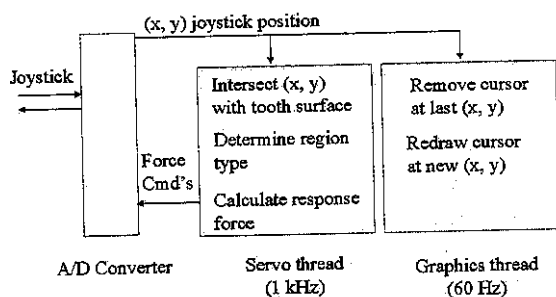 (x, y) joystick position
Joystick
Intersect (x, y)
with tooth surface
Determine region
type
Calculate response
force
Remove cursor
at last (x, y)
Redraw cursor
at new (x, y)
Force
Cmd's
A/D Converter
Servo thread
(1 kHz)
Graphics thread
(60 Hz)